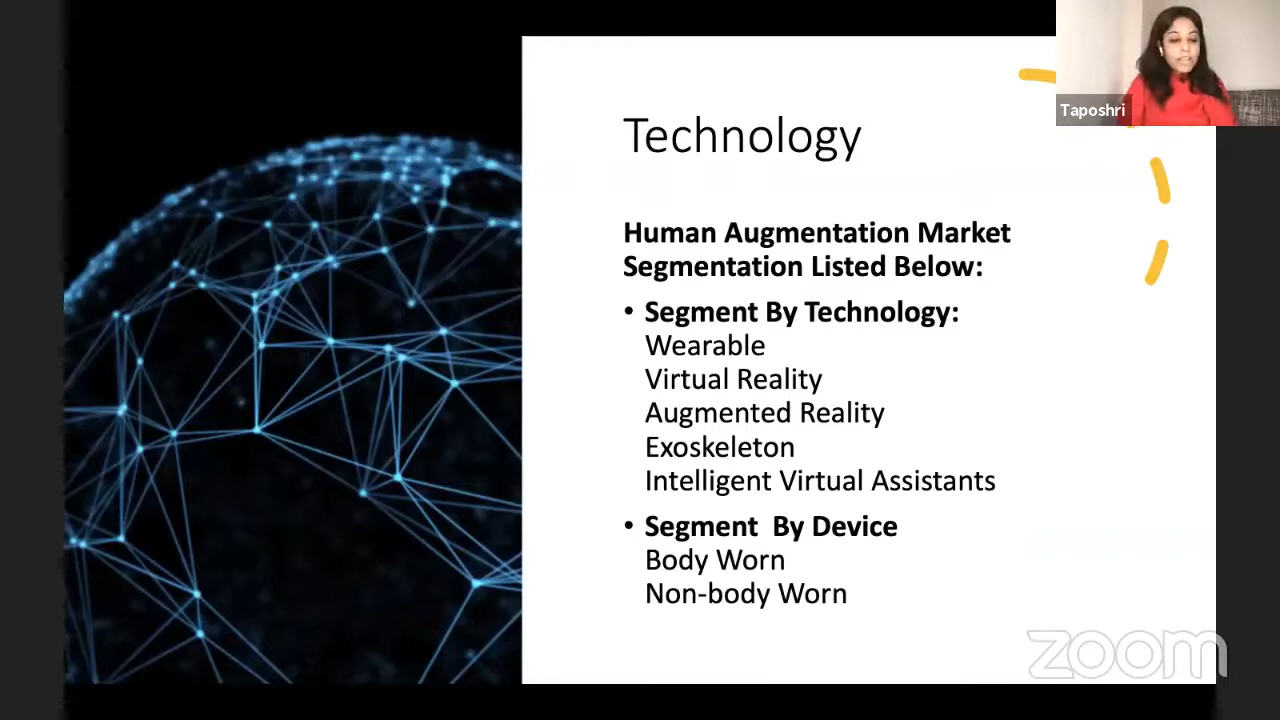 Taposhri
Technology
Human Augmentation Market
Segmentation Listed Below:
• Segment By Technology:
Wearable
Virtual Reality
Augmented Reality
Exoskeleton
Intelligent Virtual Assistants
• Segment  By Device
Body Worn
Non-body Worn
zoom